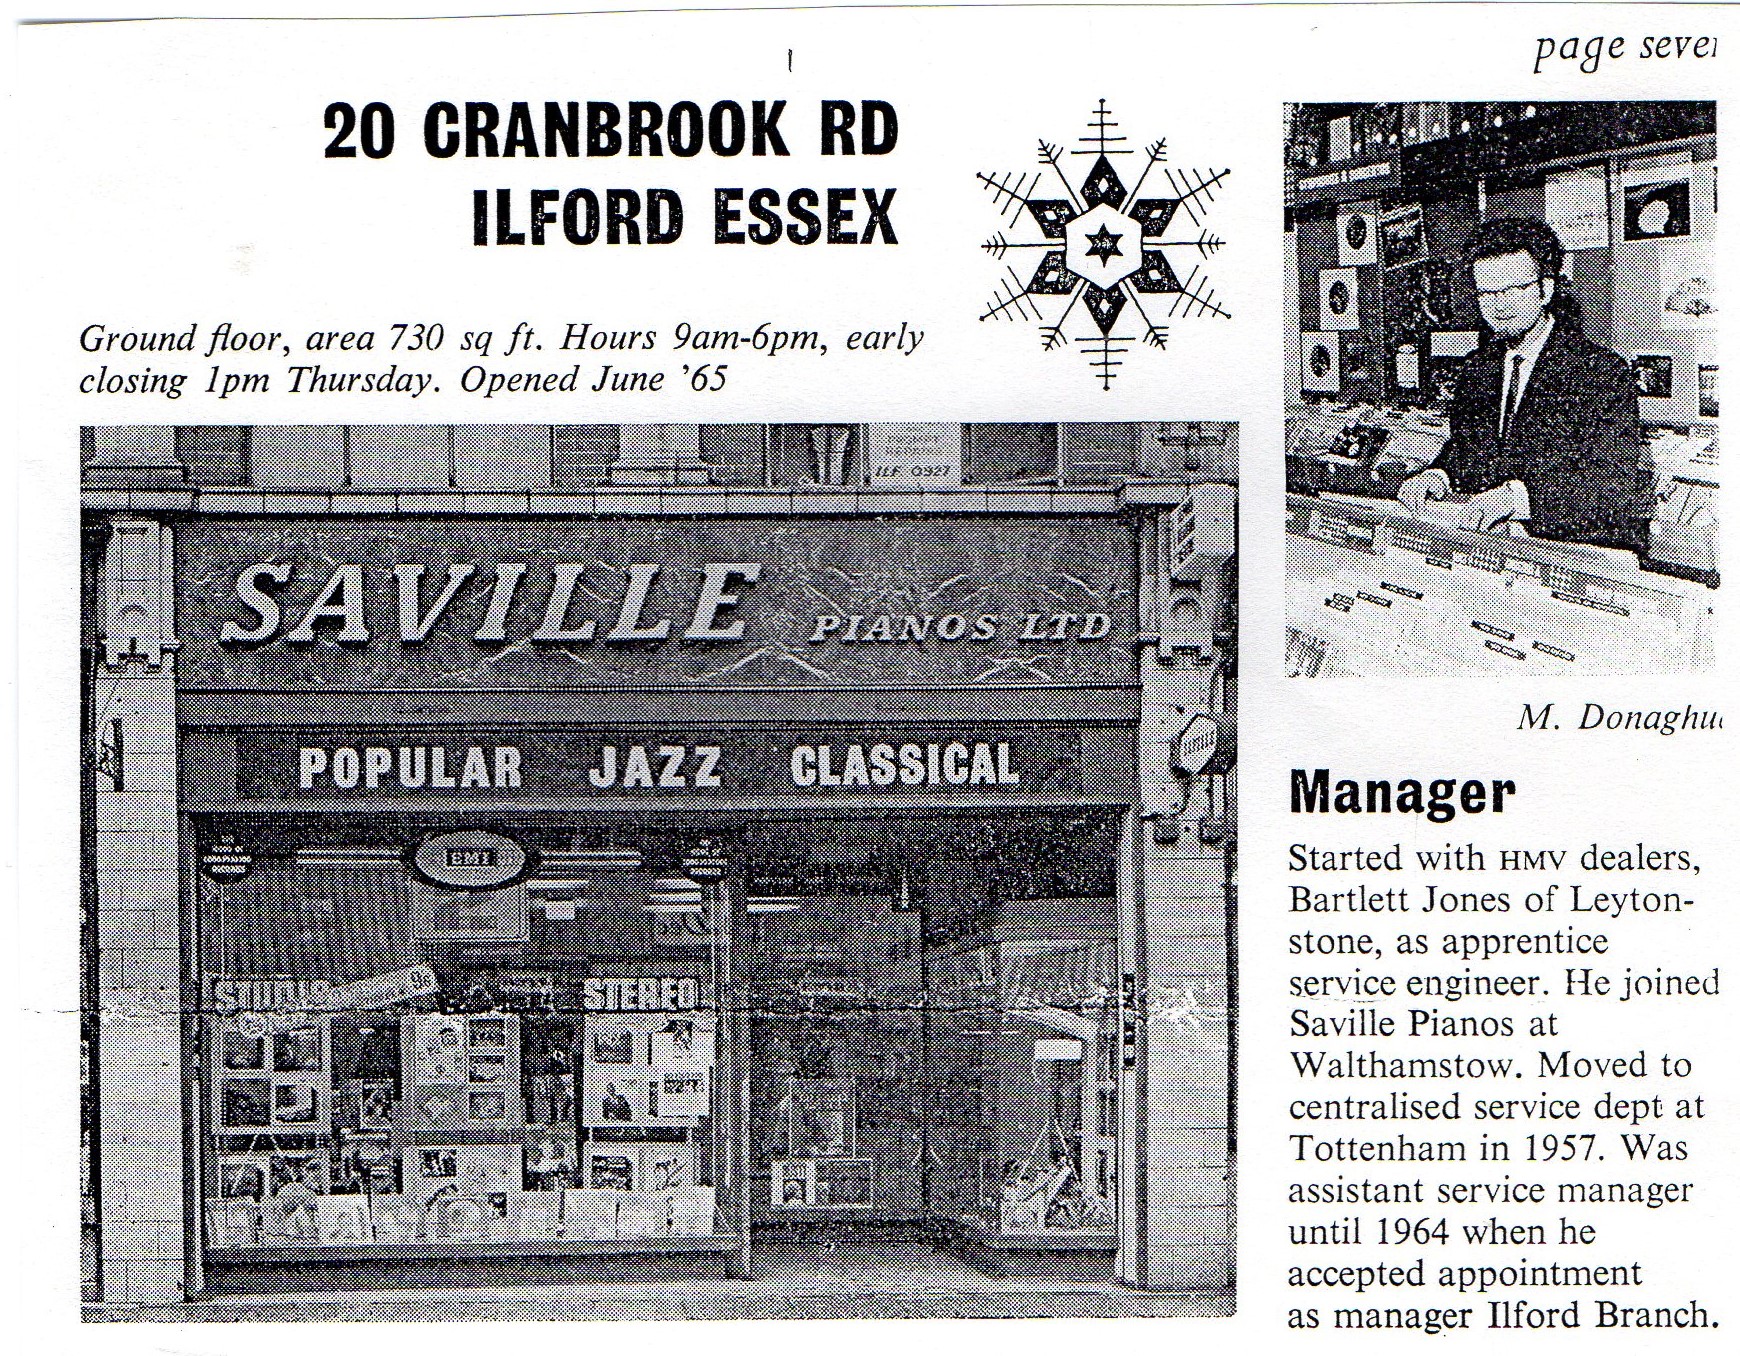 page seve
20 CRANBROOK RD
ILFORD ESSEX
Ground floor, area 730 sq ft. Hours 9am-6pm, early
closing 1pm Thursday. Opened June '65
ILF 0927
SAVILLE PIANOS LTD
POPULAR JAZZ CLASSICAL
EMI
STEREO
M. Donaghu
Manager
Started with HMV dealers,
Bartlett Jones of Leyton-
stone, as apprentice
service engineer. He joined
Saville Pianos at
Walthamstow. Moved to
centralised service dept at
Tottenham in 1957. Was
assistant service manager
until 1964 when he
accepted appointment
as manager Ilford Branch.